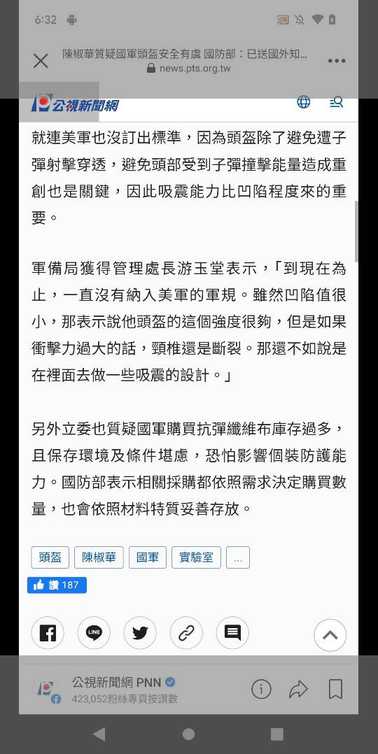 6:32
陳椒華質疑國軍頭盔安全有虞 國防部：已送國外知...
news.pts.org.tw
公視新聞網
就連美軍也沒訂出標準，因為頭盔除了避免遭子
彈射擊穿透，避免頭部受到子彈撞擊能量造成重
創也是關鍵，因此吸震能力比凹陷程度來的重
要。
軍備局獲得管理處長游玉堂表示，「到現在為
止，一直沒有納入美軍的軍規。雖然凹陷值很
小，那表示說他頭盔的這個強度很夠，但是如果
衝擊力過大的話，頸椎還是斷裂。那還不如說是
在裡面去做一些吸震的設計。」
另外立委也質疑國軍購買抗彈纖維布庫存過多，
且保存環境及條件堪慮，恐怕影響個裝防護能
力。國防部表示相關採購都依照需求決定購買數
量，也會依照材料特質妥善存放。
頭盔 陳椒華 國軍 實驗室 ...
讚 187
LINE
公視新聞網 PNN
423,052粉絲專頁按讚數